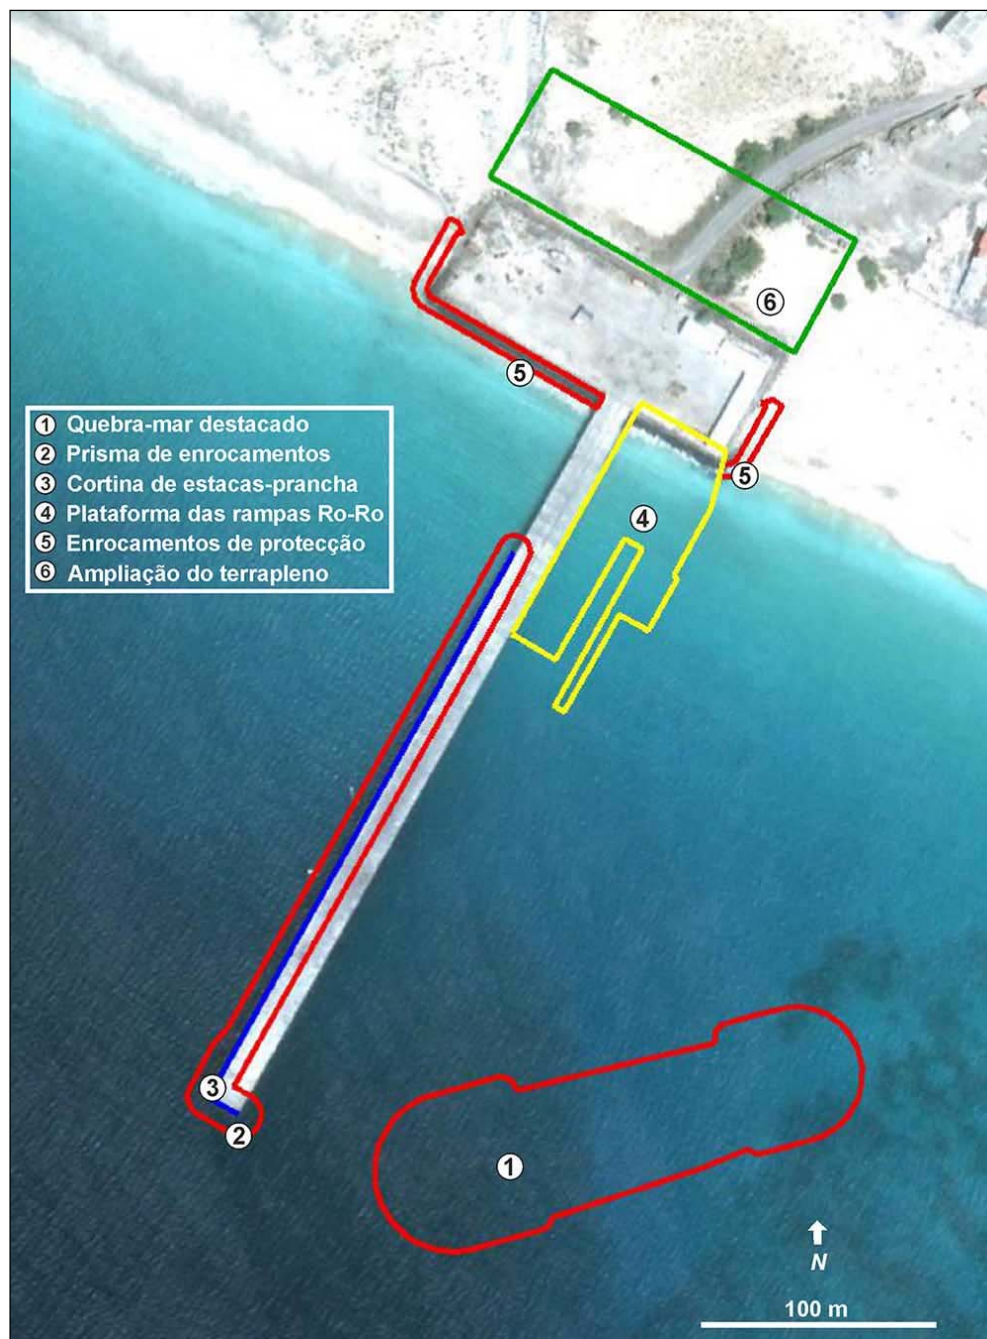 6
5
1 Quebra-mar destacado
2 Prisma de enrocamentos
3 Cortina de estacas-prancha
4 Plataforma das rampas Ro-Ro
5 Enrocamentos de protecção
6 Ampliação do terrapleno
5
4
3
2
1
N
100 m